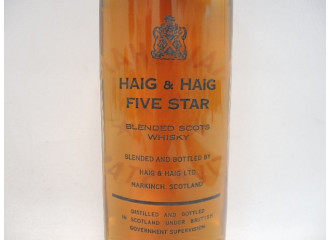 HAIG & HAIG
FIVE STAR
BLENDED SCOTS
WHISKY
BLENDED AND BOTTLED BY
HAIG & HAIG LTD.
MARKINCH, SCOTLAND
DISTILLED AND BOTTLED
IN SCOTLAND UNDER BRITISH
GOVERNMENT SUPERVISION